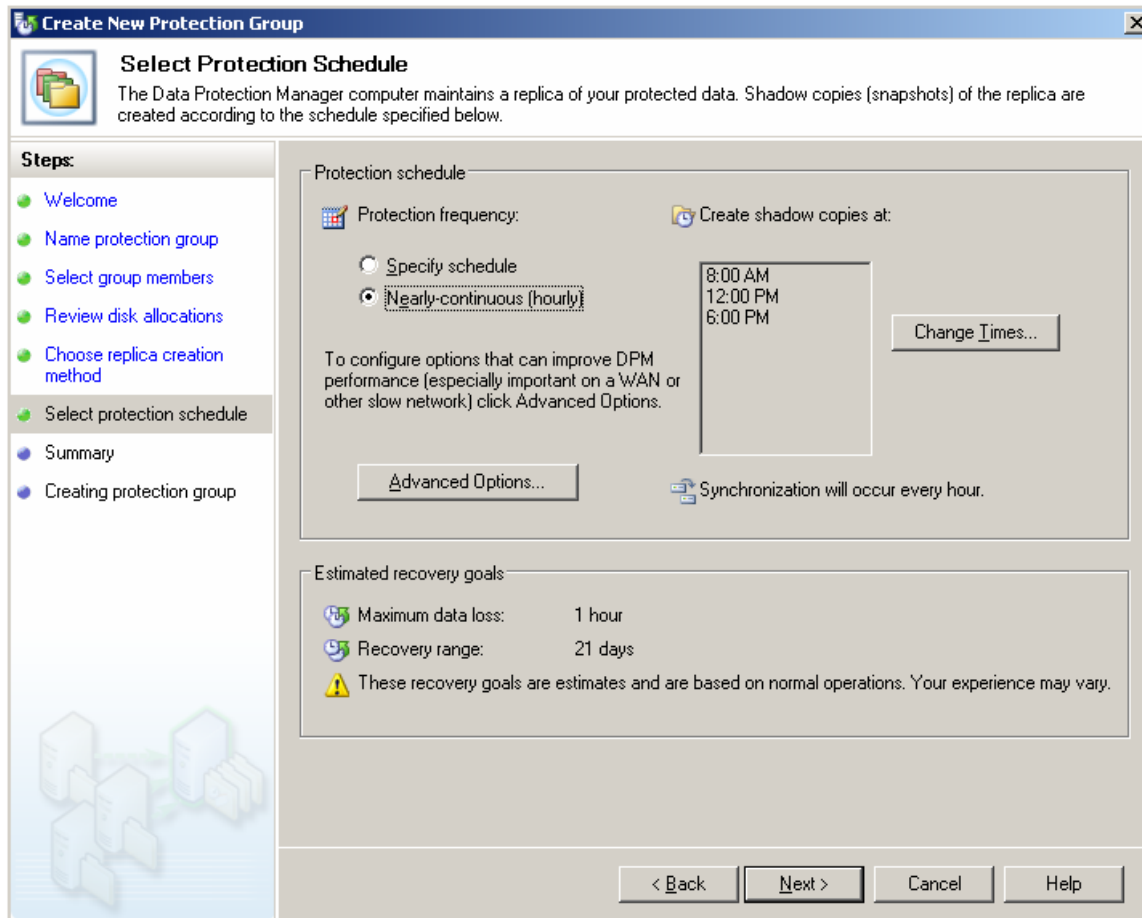 Create New Protection Group
Select Protection Schedule
The Data Protection Manager computer maintains a replica of your protected data. Shadow copies (snapshots) of the replica are
created according to the schedule specified below.
Steps:
Welcome
Name protection group
Select group members
Review disk allocations
Choose replica creation
method
Select protection schedule
Summary
Creating protection group
Protection schedule
Protection frequency:
Specify schedule
Nearly-continuous (hourly)
To configure options that can improve DPM
performance (especially important on a WAN or
other slow network) click Advanced Options.
Advanced Options...
Create shadow copies at:
8:00 AM
12:00 PM
6:00 PM
Change Times...
Synchronization will occur every hour.
Estimated recovery goals
Maximum data loss: 1 hour
Recovery range: 21 days
These recovery goals are estimates and are based on normal operations. Your experience may vary.
< Back Next > Cancel Help